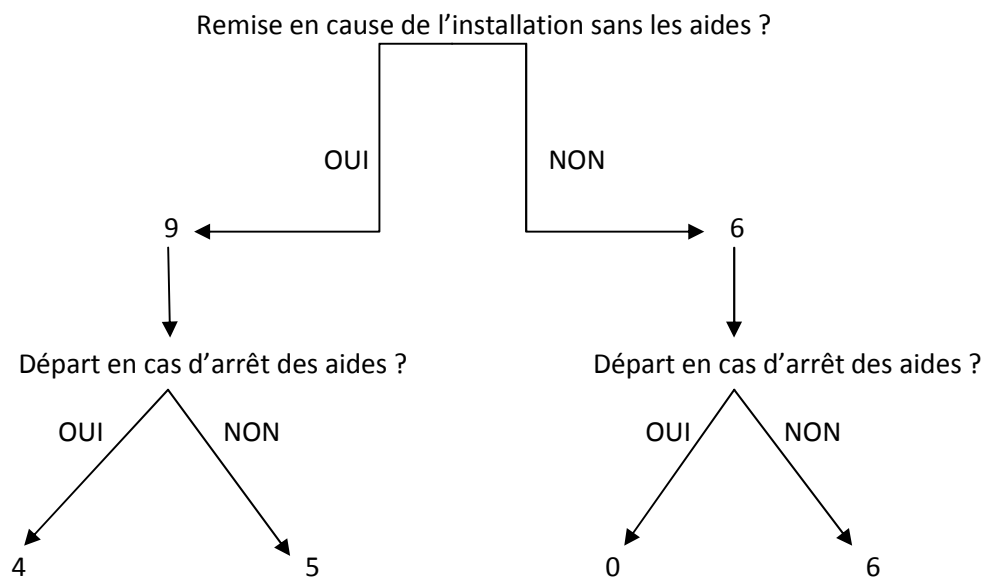 Remise en cause de l’installation sans les aides ?
OUI NON
9 6
Départ en cas d’arrêt des aides ? Départ en cas d’arrêt des aides ?
OUI NON OUI NON
4 5 0 6